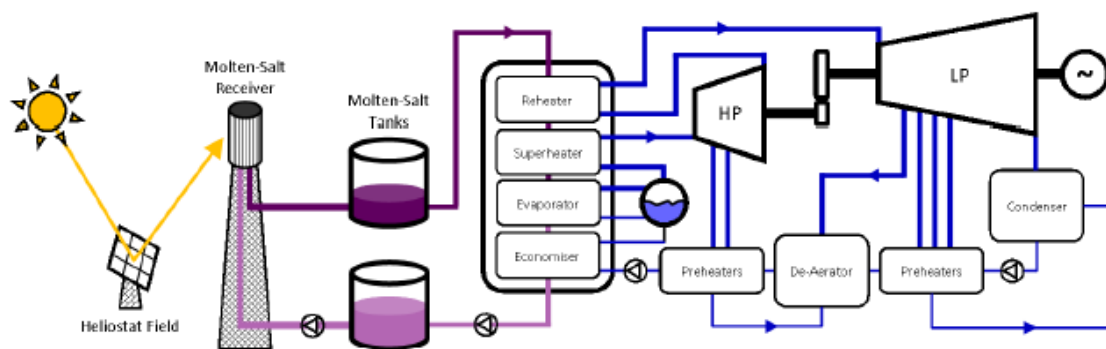 Molten-Salt
Receiver
Molten-Salt
Tanks
Heliostat Field
Reheater
Superheater
Evaporator
Economiser
HP
LP
~
Condenser
Preheaters
De-Aerator
Preheaters